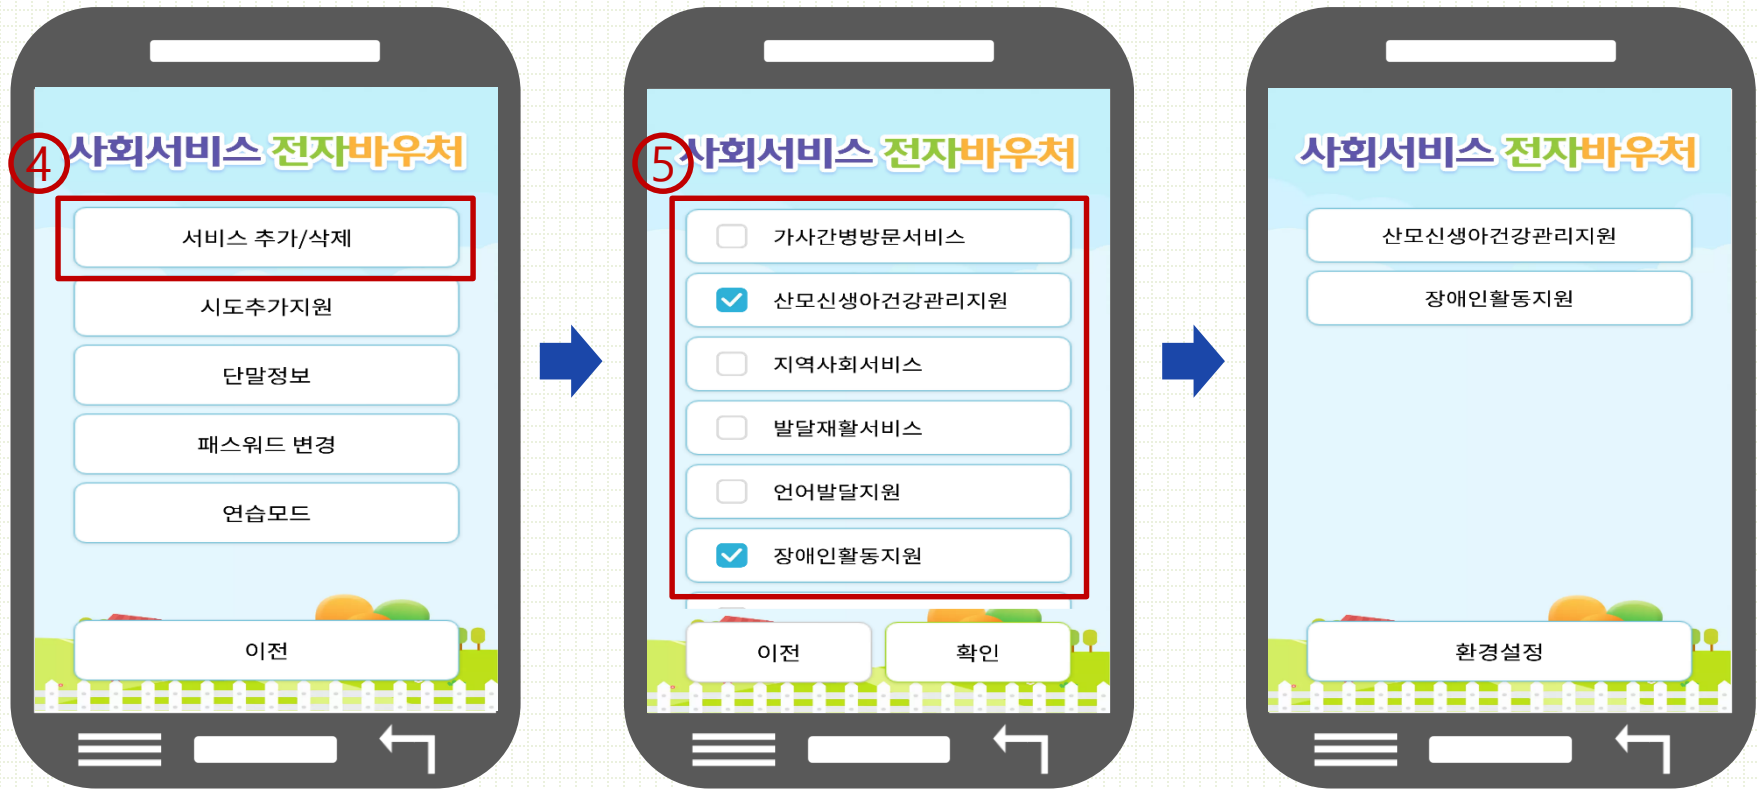 ④
사회서비스 전자바우처
서비스 추가/삭제
시도추가지원
단말정보
패스워드 변경
연습모드
이전
⑤
사회서비스 전자바우처
가사간병방문서비스
산모신생아건강관리지원
지역사회서비스
발달재활서비스
언어발달지원
장애인활동지원
이전
확인
사회서비스 전자바우처
산모신생아건강관리지원
장애인활동지원
환경설정